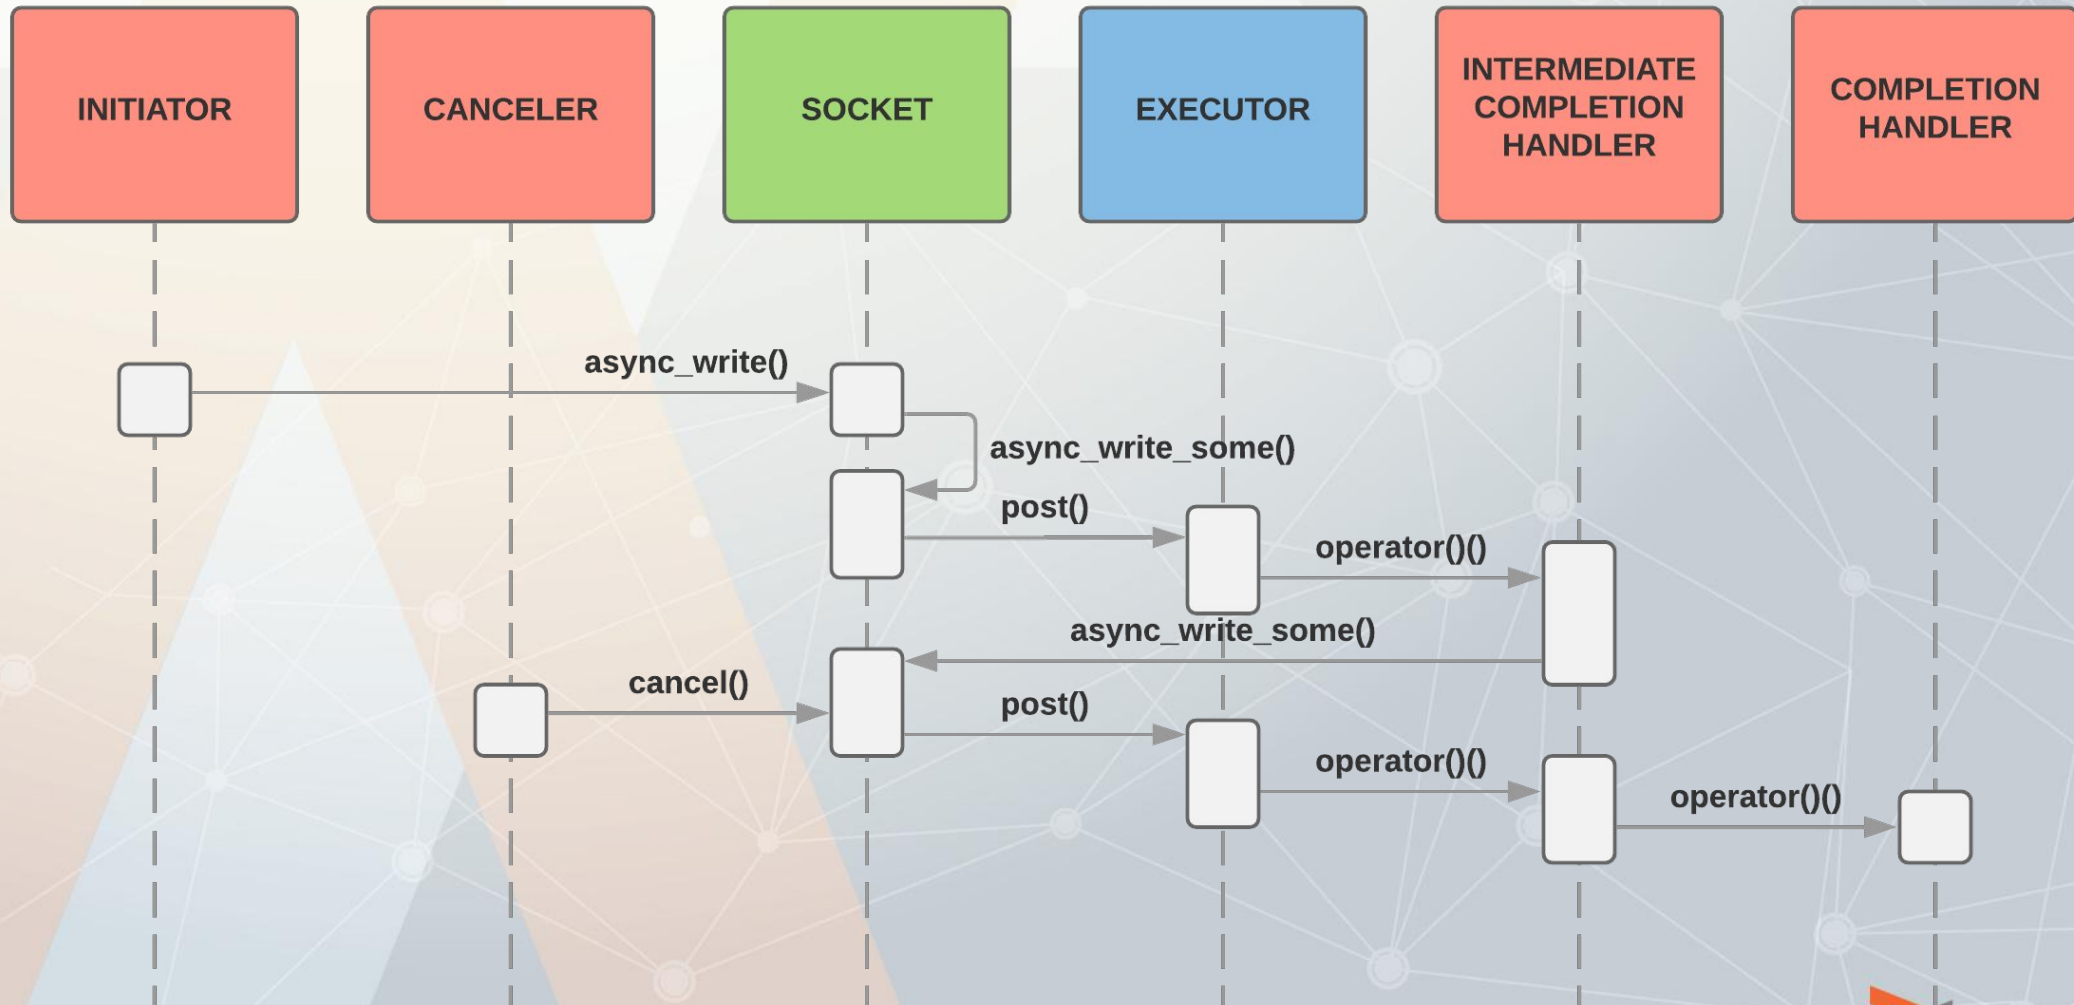 INITIATOR
CANCELER
SOCKET
EXECUTOR
INTERMEDIATE
COMPLETION
HANDLER
COMPLETION
HANDLER
async_write()
async_write_some()
post()
operator()()
async_write_some()
cancel()
post()
operator()()
operator()()